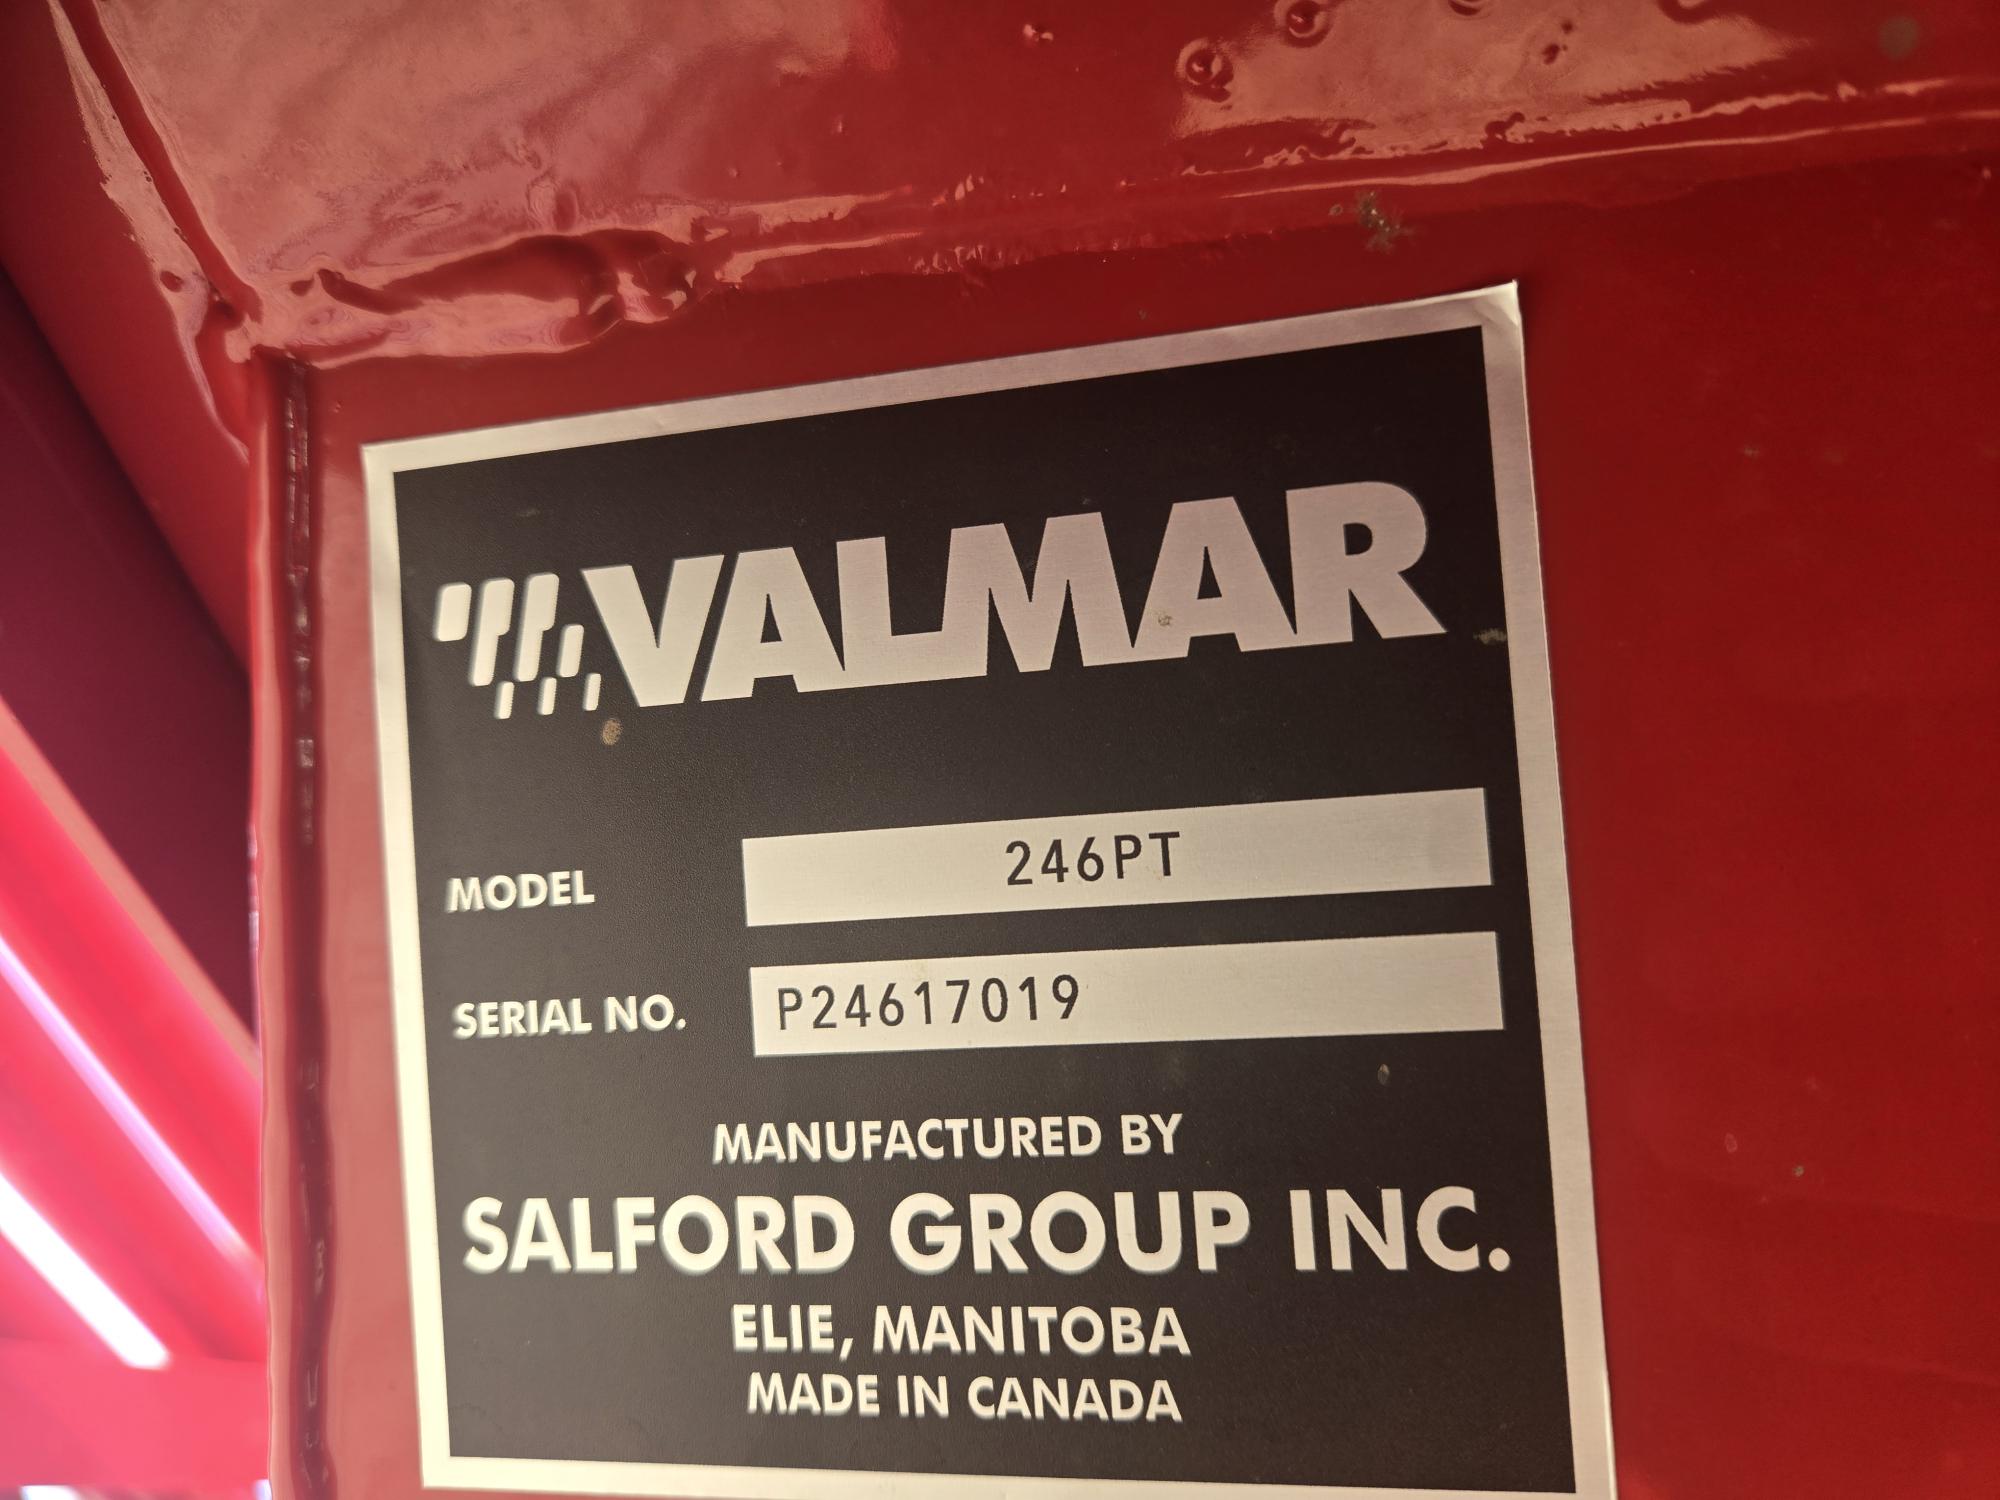 VALMAR
MODEL 246PT
SERIAL NO. P24617019
MANUFACTURED BY
SALFORD GROUP INC.
ELIE, MANITOBA
MADE IN CANADA